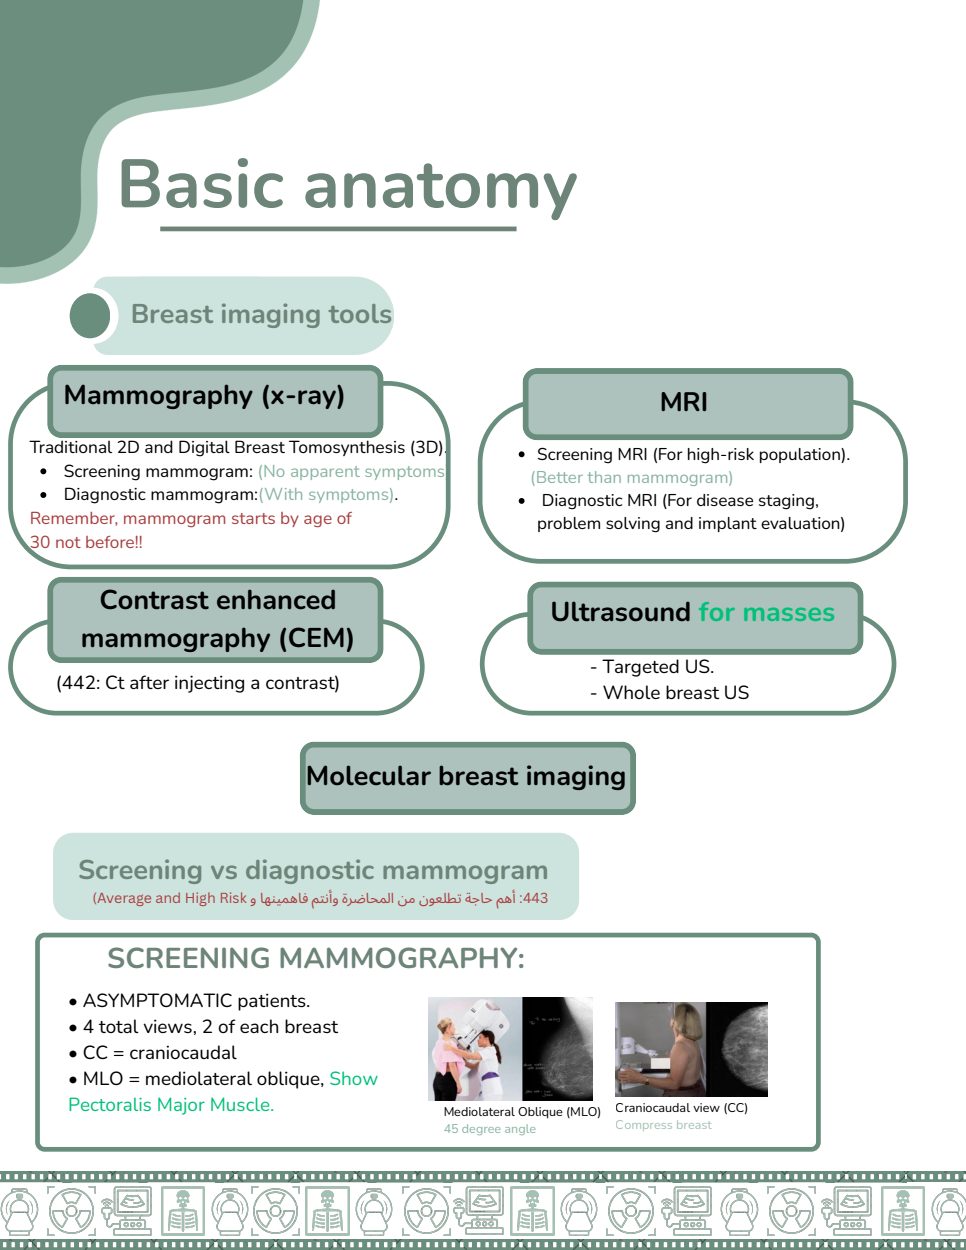 Basic anatomy
Breast imaging tools
Mammography (x-ray)
Traditional 2D and Digital Breast Tomosynthesis (3D).
• Screening mammogram: (No apparent symptoms
• Diagnostic mammogram:(With symptoms).
Remember, mammogram starts by age of
30 not before!!
MRI
• Screening MRI (For high-risk population).
(Better than mammogram)
• Diagnostic MRI (For disease staging,
problem solving and implant evaluation)
Contrast enhanced
mammography (CEM)
(442: Ct after injecting a contrast)
Ultrasound for masses
- Targeted US.
- Whole breast US
Molecular breast imaging
Screening vs diagnostic mammogram
443: أهم حاجة تطلعون من المحاضرة وأنتم فاهمينها و Average and High Risk)
SCREENING MAMMOGRAPHY:
• ASYMPTOMATIC patients.
• 4 total views, 2 of each breast
• CC = craniocaudal
• MLO = mediolateral oblique, Show
Pectoralis Major Muscle.
Mediolateral Oblique (MLO)
45 degree angle
Craniocaudal view (CC)
Compress breast